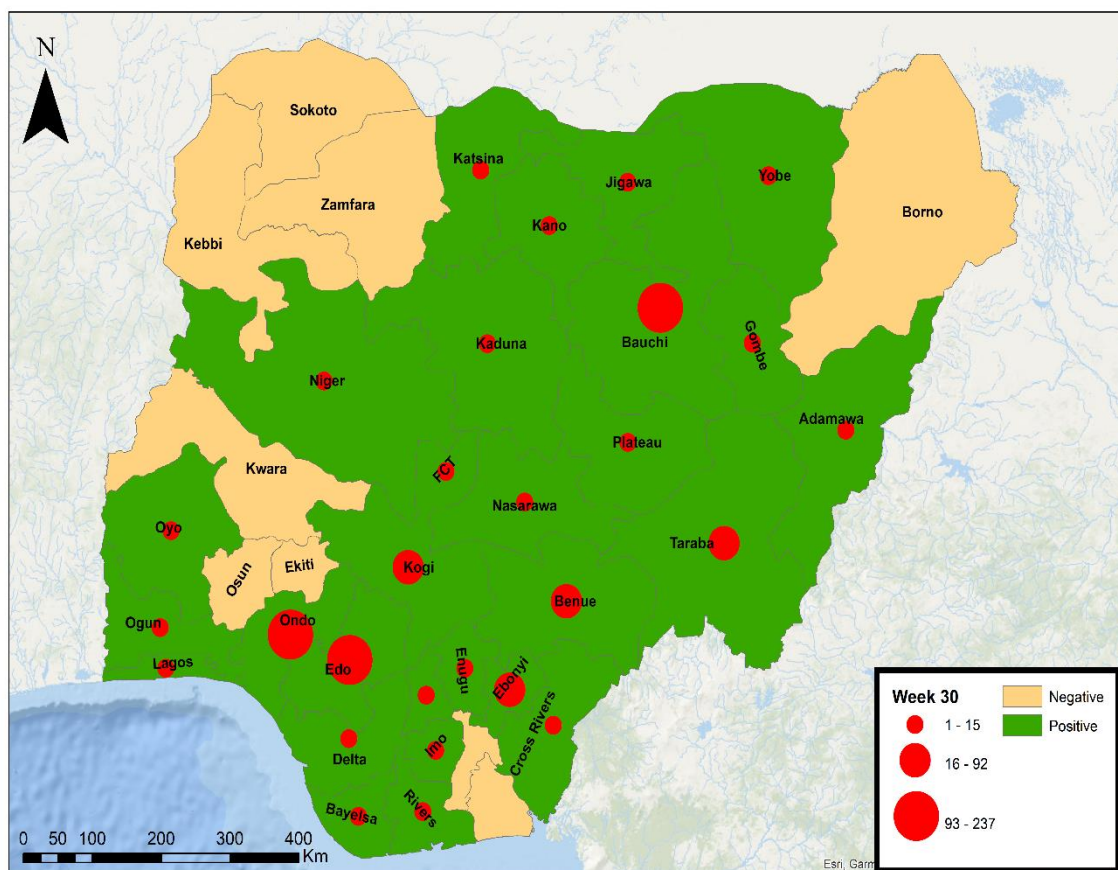 N
Sokoto
Katsina
Jigawa
Yobe
Zamfara
Borno
Kano
Kebbi
Bauchi
Kaduna
Gombe
Niger
Adamawa
Plateau
Kwara
FCT
Nasarawa
Oyo
Taraba
Kogi
Osun
Ekiti
Benue
Ondo
Ogun
Edo
Lagos
Enugu
Ebonyi
Cross Rivers
Imo
Delta
Bayelsa
Rivers
Week 30
1 - 15
16 - 92
93 - 237
Negative
Positive
0 50 100 200 300 400
Km
Esri, Garm